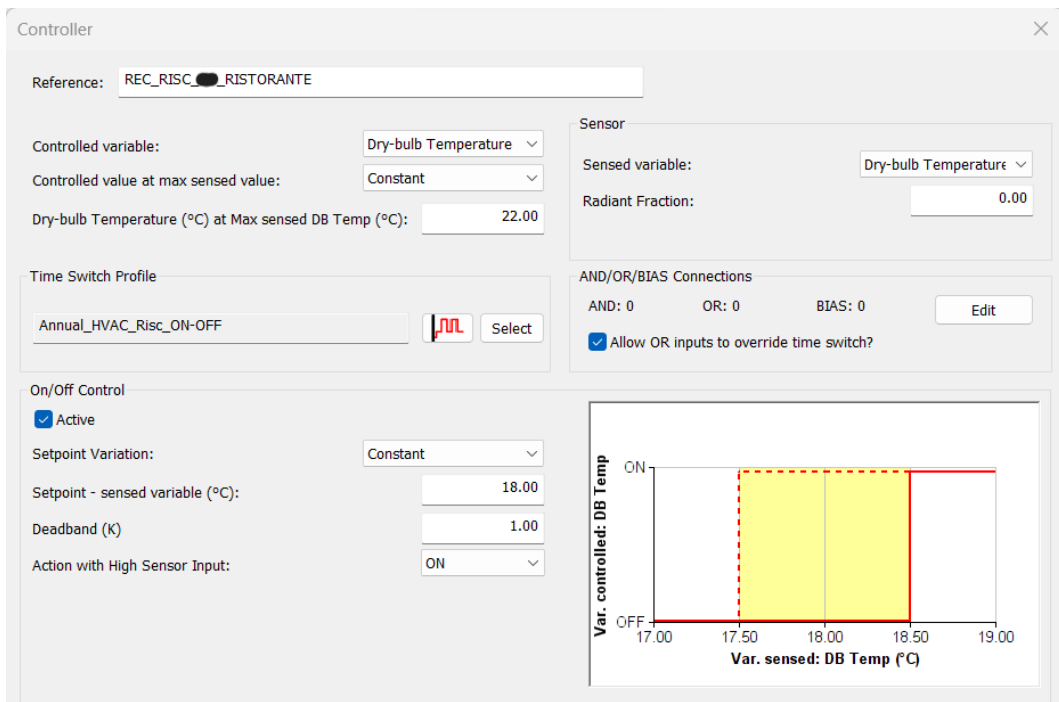 Controller
Reference: REC_RISC_ _RISTORANTE
Controlled variable: Dry-bulb Temperature
Controlled value at max sensed value: Constant
Dry-bulb Temperature (°C) at Max sensed DB Temp (°C): 22.00
Sensor
Sensed variable: Dry-bulb Temperature
Radiant Fraction: 0.00
Time Switch Profile
Annual_HVAC_Risc_ON-OFF Select
AND/OR/BIAS Connections
AND: 0 OR: 0 BIAS: 0 Edit
Allow OR inputs to override time switch?
On/Off Control
Active
Setpoint Variation: Constant
Setpoint - sensed variable (°C): 18.00
Deadband (K) 1.00
Action with High Sensor Input: ON
Var. controlled: DB Temp
ON
OFF
17.00 17.50 18.00 18.50 19.00
Var. sensed: DB Temp (°C)